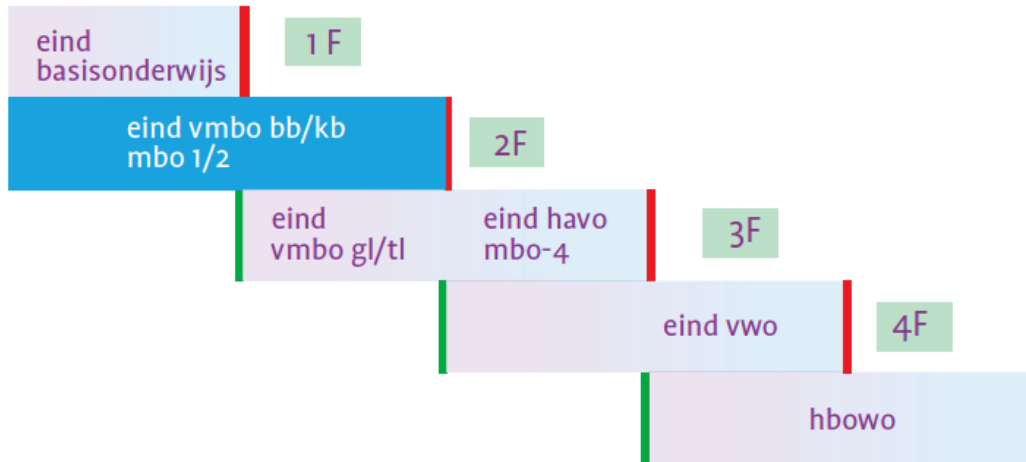 eind
basisonderwijs
1 F
eind vmbo bb/kb
mbo 1/2
2F
eind
vmbo gl/tl
eind havo
mbo-4
3F
eind vwo
4F
hbowo